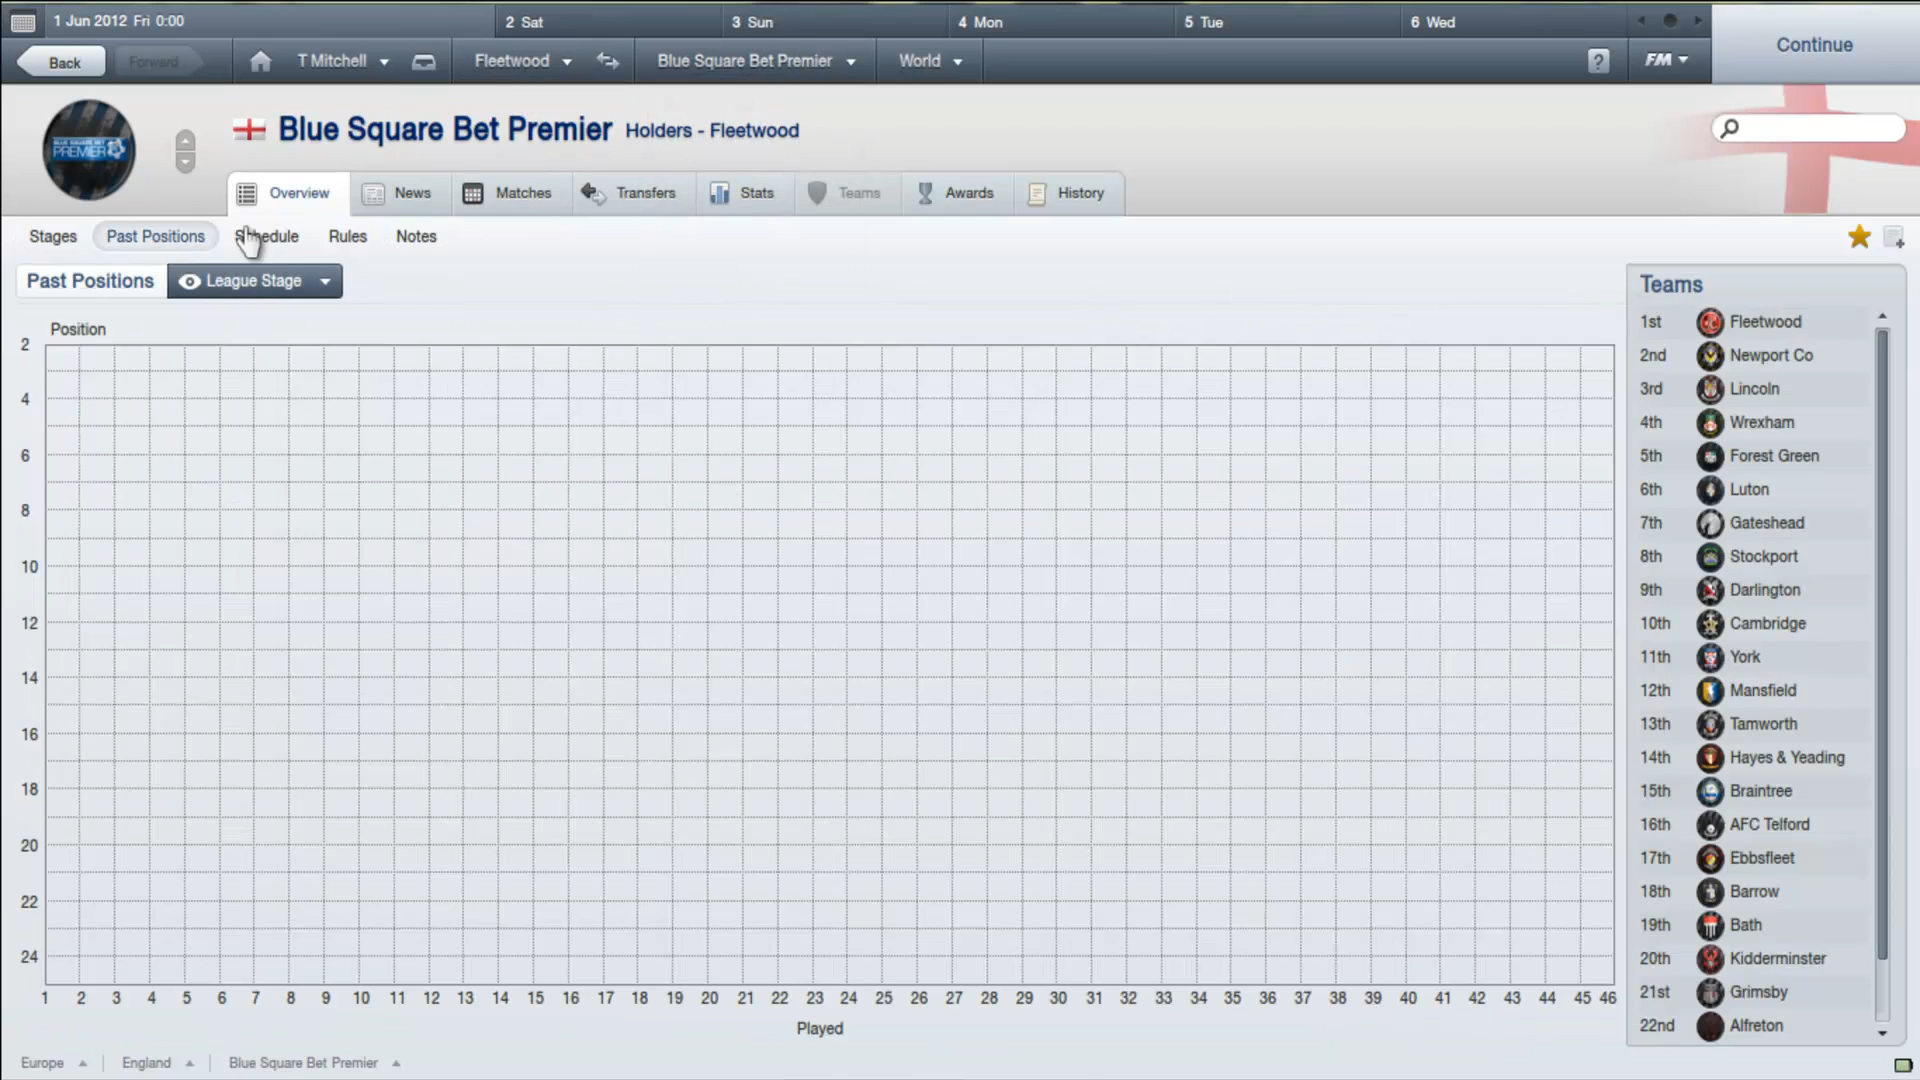 1 Jun 2012 Fri 0:00
2 Sat
3 Sun
4 Mon
5 Tue
6 Wed
Continue
Back
Forward
T Mitchell
Fleetwood
Blue Square Bet Premier
World
?
FM
BLUE SQUARE BET
PREMIER
Blue Square Bet Premier
Holders - Fleetwood
Overview
News
Matches
Transfers
Stats
Teams
Awards
History
Stages
Past Positions
Schedule
Rules
Notes
Past Positions
League Stage
Position
2
4
6
8
10
12
14
16
18
20
22
24
1 2 3 4 5 6 7 8 9 10 11 12 13 14 15 16 17 18 19 20 21 22 23 24 25 26 27 28 29 30 31 32 33 34 35 36 37 38 39 40 41 42 43 44 45 46
Played
Teams
1st Fleetwood
2nd Newport Co
3rd Lincoln
4th Wrexham
5th Forest Green
6th Luton
7th Gateshead
8th Stockport
9th Darlington
10th Cambridge
11th York
12th Mansfield
13th Tamworth
14th Hayes & Yeading
15th Braintree
16th AFC Telford
17th Ebbsfleet
18th Barrow
19th Bath
20th Kidderminster
21st Grimsby
22nd Alfreton
Europe
England
Blue Square Bet Premier